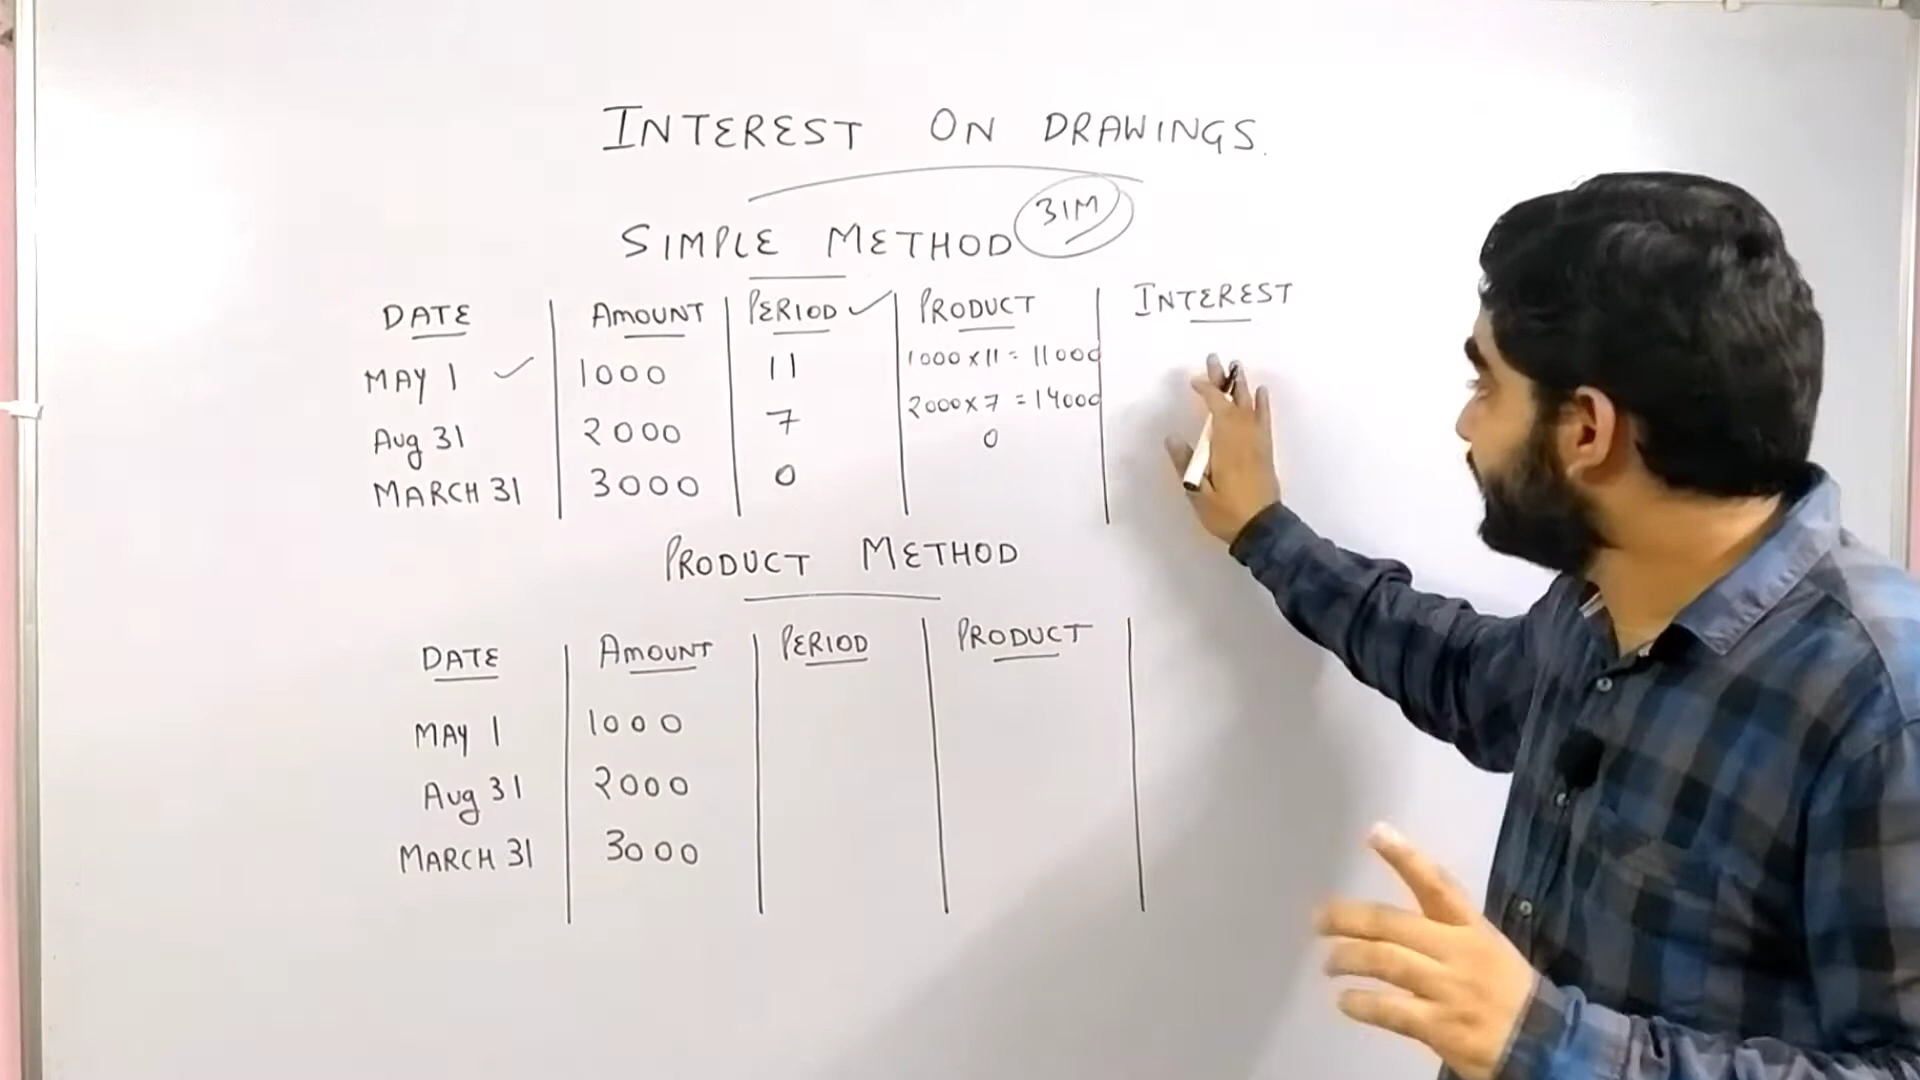 INTEREST ON DRAWINGS.
SIMPLE METHOD 31M
DATE AMOUNT PERIOD ✓ PRODUCT INTEREST
MAY 1 ✓ 1000 11 1000 x 11 = 11000
Aug 31 2000 7 2000 x 7 = 14000
MARCH 31 3000 0 0
PRODUCT METHOD
DATE AMOUNT PERIOD PRODUCT
MAY 1 1000
Aug 31 2000
MARCH 31 3000